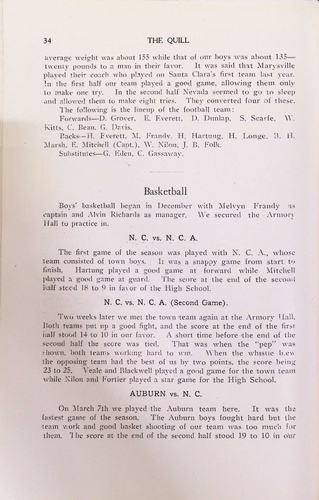 34
THE QUILL
average weight was about 155 while that of our boys was about 135—
twenty pounds to a man in their favor. It was said that Marysville
played their coach who played on Santa Clara's first team last year.
In the first half our team played a good game, allowing them only
to make one try. In the second half Nevada seemed to go to sleep
and allowed them to make eight tries. They converted four of these.
The following is the lineup of the football team:
Forwards—D. Grover, E. Everett, D. Dunlap, S. Scarfe, W.
Kitts, C. Bean, G. Davis.
Backs—H. Everett, M. Frandy, H. Hartung, H. Longe, B. H.
Marsh, E. Mitchell (Capt.), W. Nilon, J. B. Folk.
Substitutes—G. Eden, C. Gassaway.
Basketball
Boys' basketball began in December with Melvyn Frandy as
captain and Alvin Richards as manager. We secured the Armory
Hall to practice in.
N. C. vs. N. C. A.
The first game of the season was played with N. C. A., whose
team consisted of town boys. It was a snappy game from start to
finish. Hartung played a good game at forward while Mitchell
played a good game at guard. The score at the end of the second
half stood 18 to 9 in favor of the High School.
N. C. vs. N. C. A. (Second Game).
Two weeks later we met the town team again at the Armory Hall.
Both teams put up a good fight, and the score at the end of the first
half stood 14 to 10 in our favor. A short time before the end of the
second half the score was tied. That was when the "pep" was
shown, both teams working hard to win. When the whistle blew
the opposing team had the best of us by two points, the score being
23 to 25. Veale and Blackwell played a good game for the town team
while Nilon and Fortier played a star game for the High School.
AUBURN vs. N. C.
On March 7th we played the Auburn team here. It was the
fastest game of the season. The Auburn boys fought hard but the
team work and good basket shooting of our team was too much for
them. The score at the end of the second half stood 19 to 10 in our